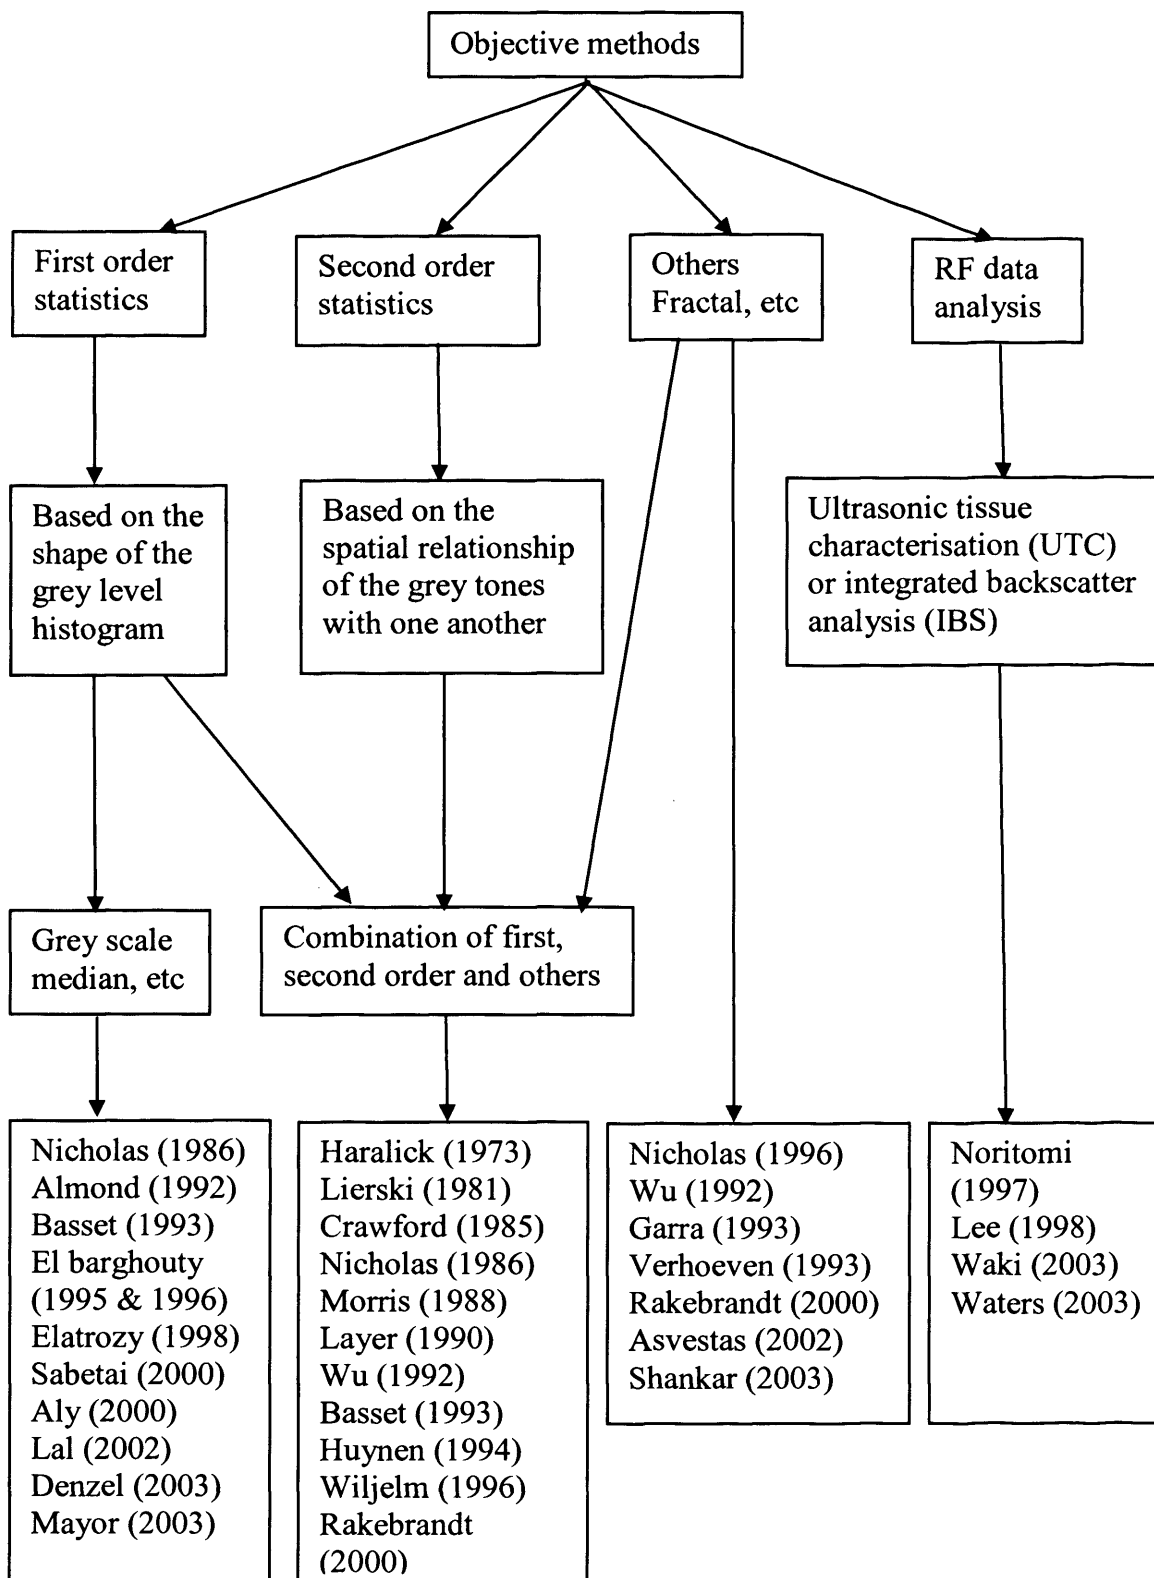 Objective methods
First order
statistics
Second order
statistics
Others
Fractal, etc
RF data
analysis
Based on the
shape of the
grey level
histogram
Based on the
spatial relationship
of the grey tones
with one another
Ultrasonic tissue
characterisation (UTC)
or integrated backscatter
analysis (IBS)
Grey scale
median, etc
Combination of first,
second order and others
Nicholas (1986)
Almond (1992)
Basset (1993)
El barghouty
(1995 & 1996)
Elatrozy (1998)
Sabetai (2000)
Aly (2000)
Lal (2002)
Denzel (2003)
Mayor (2003)
Haralick (1973)
Lierski (1981)
Crawford (1985)
Nicholas (1986)
Morris (1988)
Layer (1990)
Wu (1992)
Basset (1993)
Huynen (1994)
Wiljelm (1996)
Rakebrandt
(2000)
Nicholas (1996)
Wu (1992)
Garra (1993)
Verhoeven (1993)
Rakebrandt (2000)
Asvestas (2002)
Shankar (2003)
Noritomi
(1997)
Lee (1998)
Waki (2003)
Waters (2003)